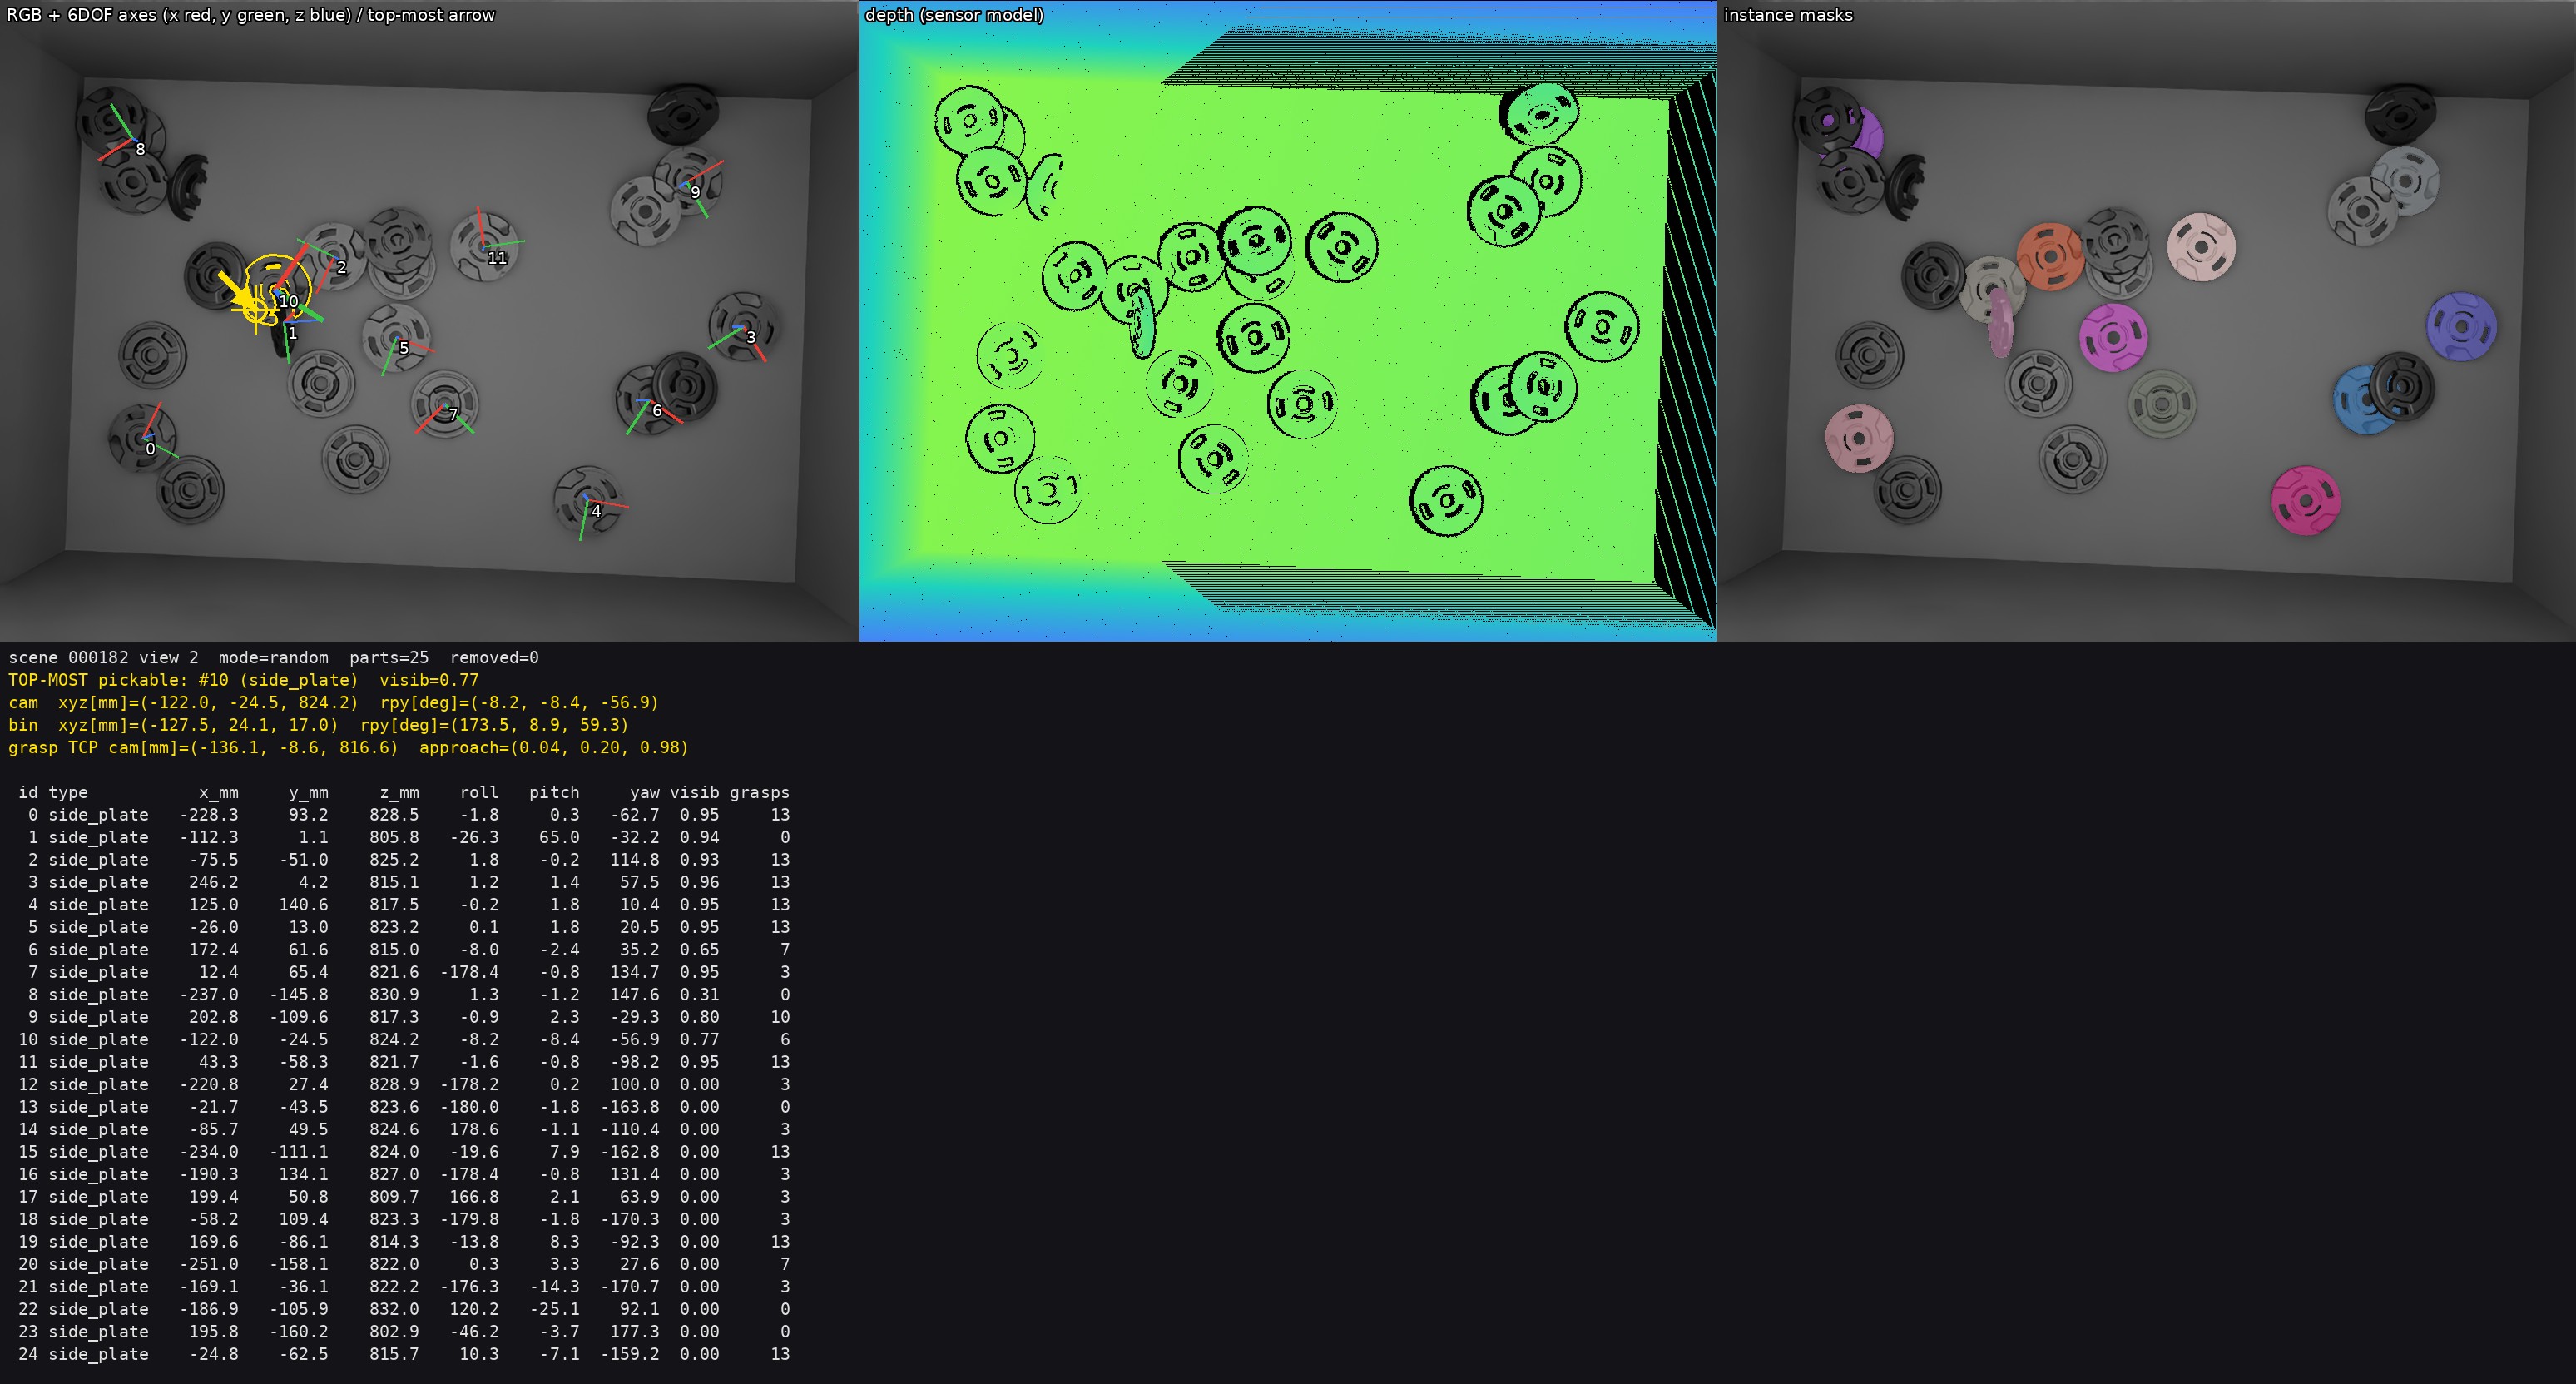 RGB + 6DOF axes (x red, y green, z blue) / top-most arrow
depth (sensor model)
instance masks
8
9
2
11
10
1
3
5
6
7
0
4
scene 000182 view 2  mode=random  parts=25  removed=0
TOP-MOST pickable: #10 (side_plate)  visib=0.77
cam  xyz[mm]=(-122.0, -24.5, 824.2)  rpy[deg]=(-8.2, -8.4, -56.9)
bin  xyz[mm]=(-127.5, 24.1, 17.0)  rpy[deg]=(173.5, 8.9, 59.3)
grasp TCP cam[mm]=(-136.1, -8.6, 816.6)  approach=(0.04, 0.20, 0.98)
id type x_mm y_mm z_mm roll pitch yaw visib grasps
0 side_plate -228.3 93.2 828.5 -1.8 0.3 -62.7 0.95 13
1 side_plate -112.3 1.1 805.8 -26.3 65.0 -32.2 0.94 0
2 side_plate -75.5 -51.0 825.2 1.8 -0.2 114.8 0.93 13
3 side_plate 246.2 4.2 815.1 1.2 1.4 57.5 0.96 13
4 side_plate 125.0 140.6 817.5 -0.2 1.8 10.4 0.95 13
5 side_plate -26.0 13.0 823.2 0.1 1.8 20.5 0.95 13
6 side_plate 172.4 61.6 815.0 -8.0 -2.4 35.2 0.65 7
7 side_plate 12.4 65.4 821.6 -178.4 -0.8 134.7 0.95 3
8 side_plate -237.0 -145.8 830.9 1.3 -1.2 147.6 0.31 0
9 side_plate 202.8 -109.6 817.3 -0.9 2.3 -29.3 0.80 10
10 side_plate -122.0 -24.5 824.2 -8.2 -8.4 -56.9 0.77 6
11 side_plate 43.3 -58.3 821.7 -1.6 -0.8 -98.2 0.95 13
12 side_plate -220.8 27.4 828.9 -178.2 0.2 100.0 0.00 3
13 side_plate -21.7 -43.5 823.6 -180.0 -1.8 -163.8 0.00 0
14 side_plate -85.7 49.5 824.6 178.6 -1.1 -110.4 0.00 3
15 side_plate -234.0 -111.1 824.0 -19.6 7.9 -162.8 0.00 13
16 side_plate -190.3 134.1 827.0 -178.4 -0.8 131.4 0.00 3
17 side_plate 199.4 50.8 809.7 166.8 2.1 63.9 0.00 3
18 side_plate -58.2 109.4 823.3 -179.8 -1.8 -170.3 0.00 3
19 side_plate 169.6 -86.1 814.3 -13.8 8.3 -92.3 0.00 13
20 side_plate -251.0 -158.1 822.0 0.3 3.3 27.6 0.00 7
21 side_plate -169.1 -36.1 822.2 -176.3 -14.3 -170.7 0.00 3
22 side_plate -186.9 -105.9 832.0 120.2 -25.1 92.1 0.00 0
23 side_plate 195.8 -160.2 802.9 -46.2 -3.7 177.3 0.00 0
24 side_plate -24.8 -62.5 815.7 10.3 -7.1 -159.2 0.00 13